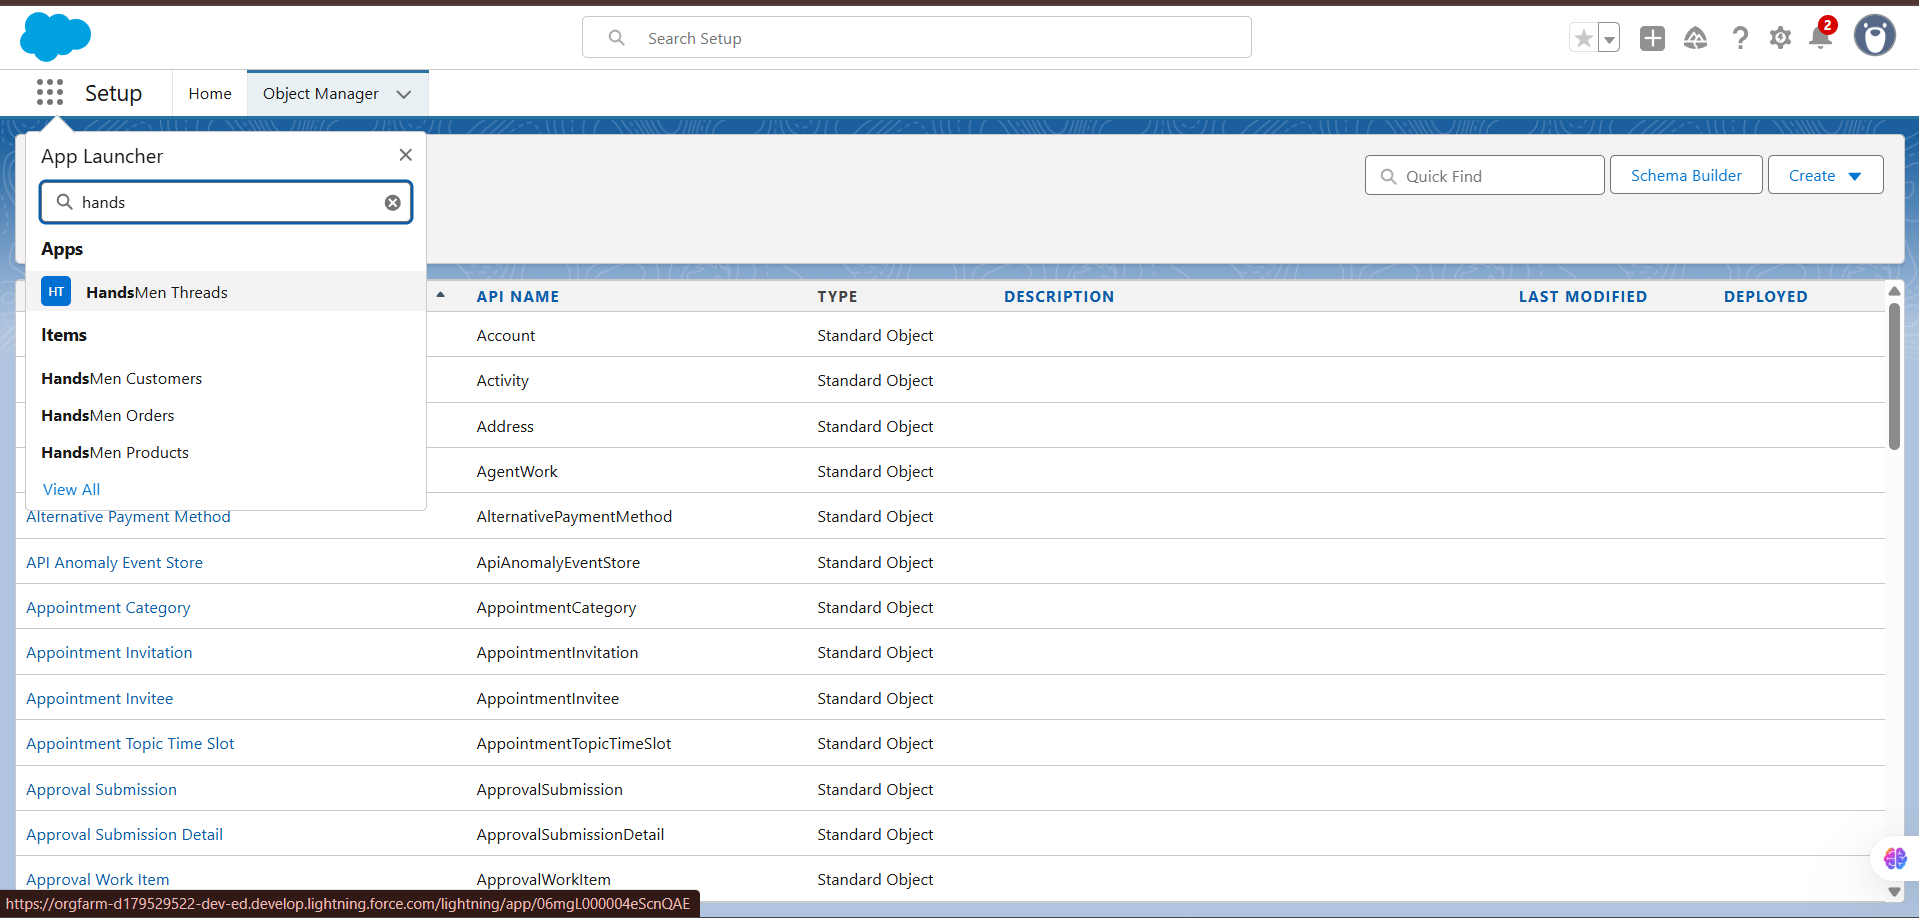 Search Setup
2
Setup
Home
Object Manager
App Launcher
hands
Apps
HT HandsMen Threads
Items
HandsMen Customers
HandsMen Orders
HandsMen Products
View All
Quick Find
Schema Builder
Create
API NAME TYPE DESCRIPTION LAST MODIFIED DEPLOYED
Account Standard Object
Activity Standard Object
Address Standard Object
AgentWork Standard Object
Alternative Payment Method AlternativePaymentMethod Standard Object
API Anomaly Event Store ApiAnomalyEventStore Standard Object
Appointment Category AppointmentCategory Standard Object
Appointment Invitation AppointmentInvitation Standard Object
Appointment Invitee AppointmentInvitee Standard Object
Appointment Topic Time Slot AppointmentTopicTimeSlot Standard Object
Approval Submission ApprovalSubmission Standard Object
Approval Submission Detail ApprovalSubmissionDetail Standard Object
Approval Work Item ApprovalWorkItem Standard Object
https://orgfarm-d179529522-dev-ed.develop.lightning.force.com/lightning/app/06mgL000004eScnQAE